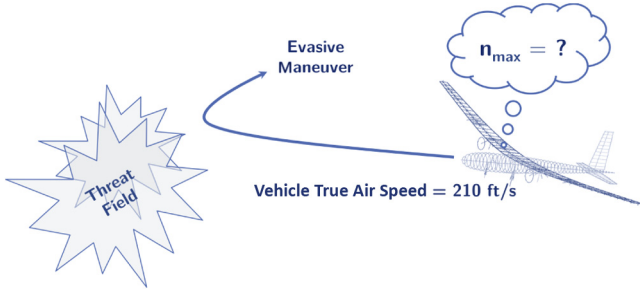 Evasive
Maneuver
n_max = ?
Threat
Field
Vehicle True Air Speed = 210 ft/s